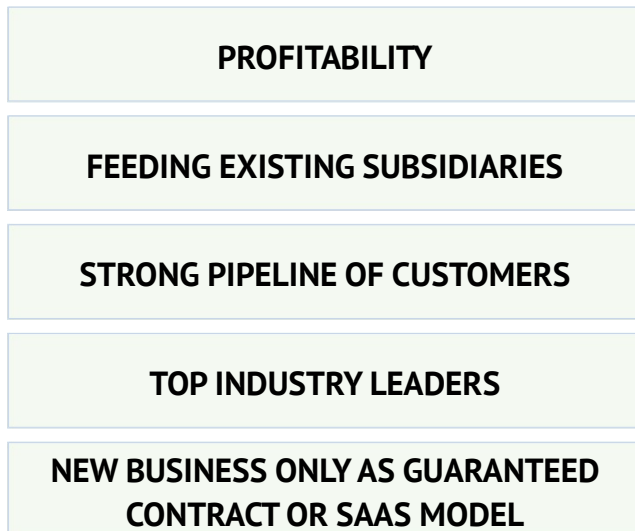 PROFITABILITY
FEEDING EXISTING SUBSIDIARIES
STRONG PIPELINE OF CUSTOMERS
TOP INDUSTRY LEADERS
NEW BUSINESS ONLY AS GUARANTEED
CONTRACT OR SAAS MODEL